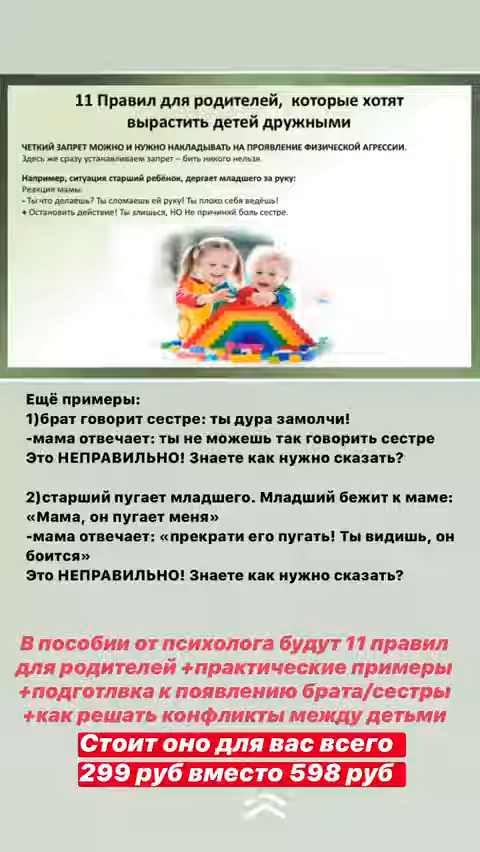 11 Правил для родителей, которые хотят
вырастить детей дружными
ЧЕТКИЙ ЗАПРЕТ МОЖНО И НУЖНО НАКЛАДЫВАТЬ НА ПРОЯВЛЕНИЕ ФИЗИЧЕСКОЙ АГРЕССИИ.
Здесь же сразу устанавливаем запрет – бить никого нельзя.
Например, ситуация старший ребёнок, дергает младшего за руку:
Реакция мамы:
- Ты что делаешь? Ты сломаешь ей руку! Ты плохо себя ведёшь!
+ Остановить действие! Ты злишься, НО Не причиняй боль сестре.
Ещё примеры:
1)брат говорит сестре: ты дура замолчи!
-мама отвечает: ты не можешь так говорить сестре
Это НЕПРАВИЛЬНО! Знаете как нужно сказать?
2)старший пугает младшего. Младший бежит к маме:
«Мама, он пугает меня»
-мама отвечает: «прекрати его пугать! Ты видишь, он
боится»
Это НЕПРАВИЛЬНО! Знаете как нужно сказать?
В пособии от психолога будут 11 правил
для родителей +практические примеры
+подготлвка к появлению брата/сестры
+как решать конфликты между детьми
Стоит оно для вас всего
299 руб вместо 598 руб